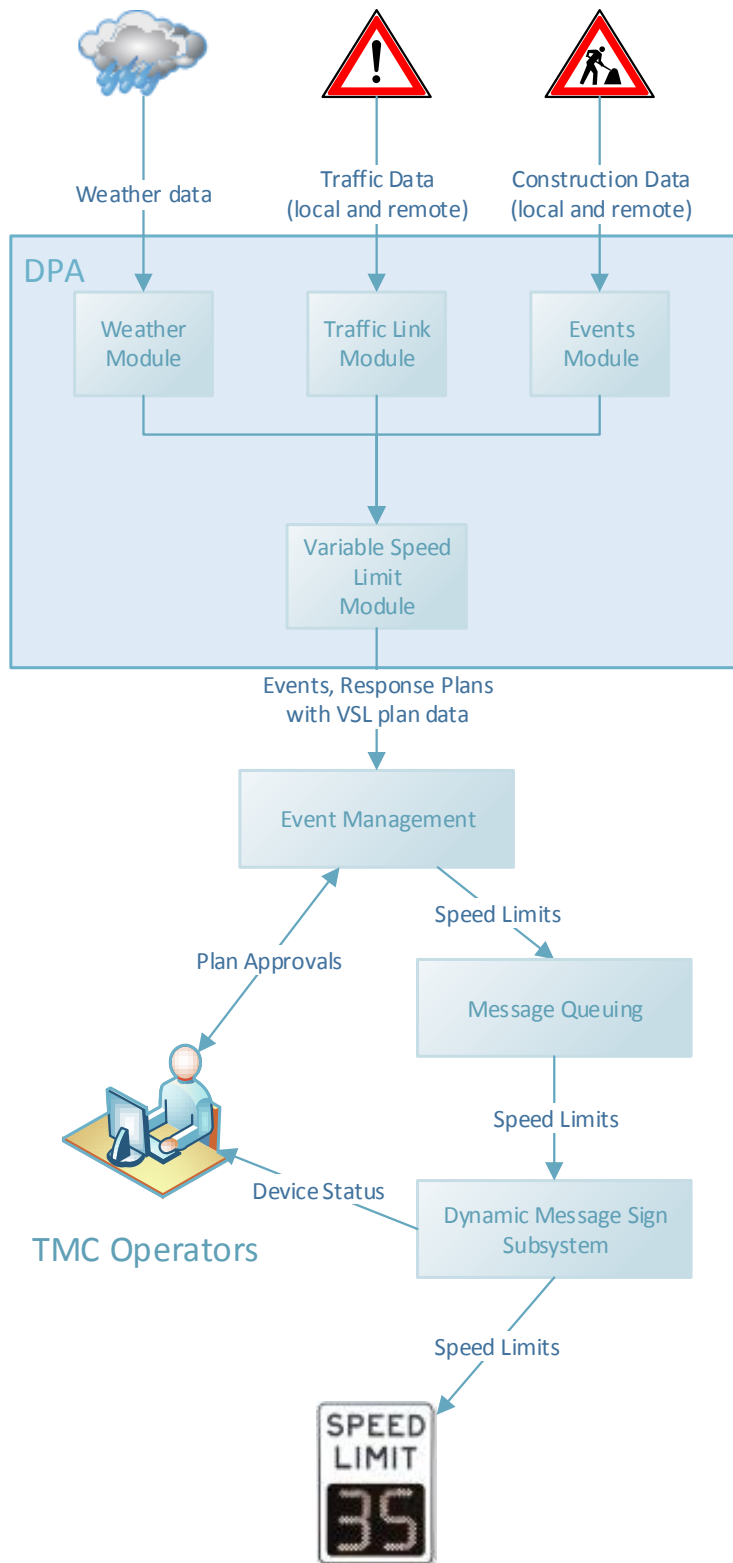 Weather data
Traffic Data
(local and remote)
Construction Data
(local and remote)
DPA
Weather
Module
Traffic Link
Module
Events
Module
Variable Speed
Limit
Module
Events, Response Plans
with VSL plan data
Event Management
Speed Limits
Plan Approvals
Message Queuing
Speed Limits
Device Status
Dynamic Message Sign
Subsystem
TMC Operators
Speed Limits
SPEED
LIMIT
35